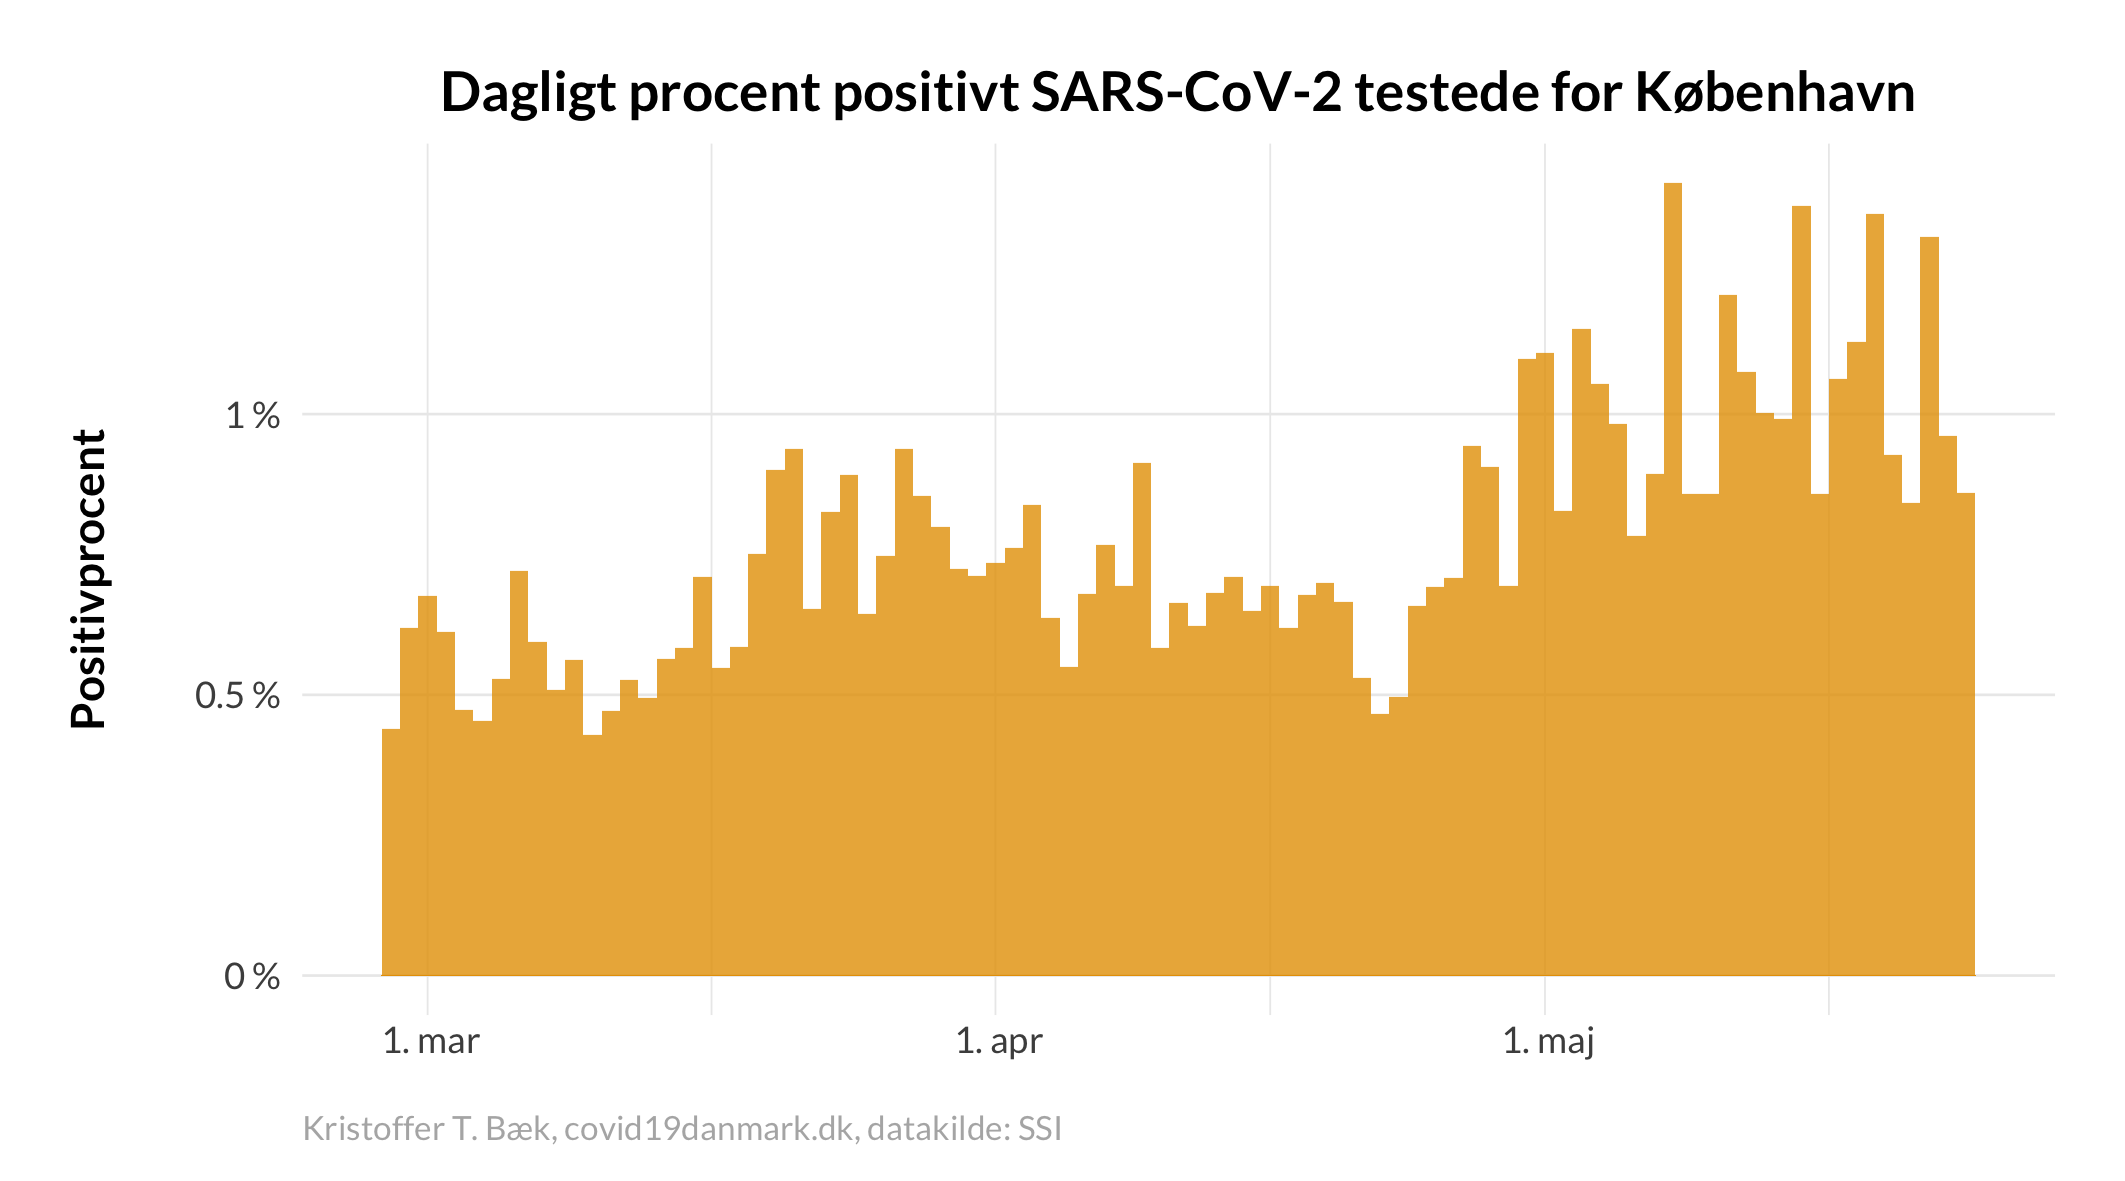 Dagligt procent positivt SARS-CoV-2 testede for København
Positivprocent
1 %
0.5 %
0 %
1. mar
1. apr
1. maj
Kristoffer T. Bæk, covid19danmark.dk, datakilde: SSI